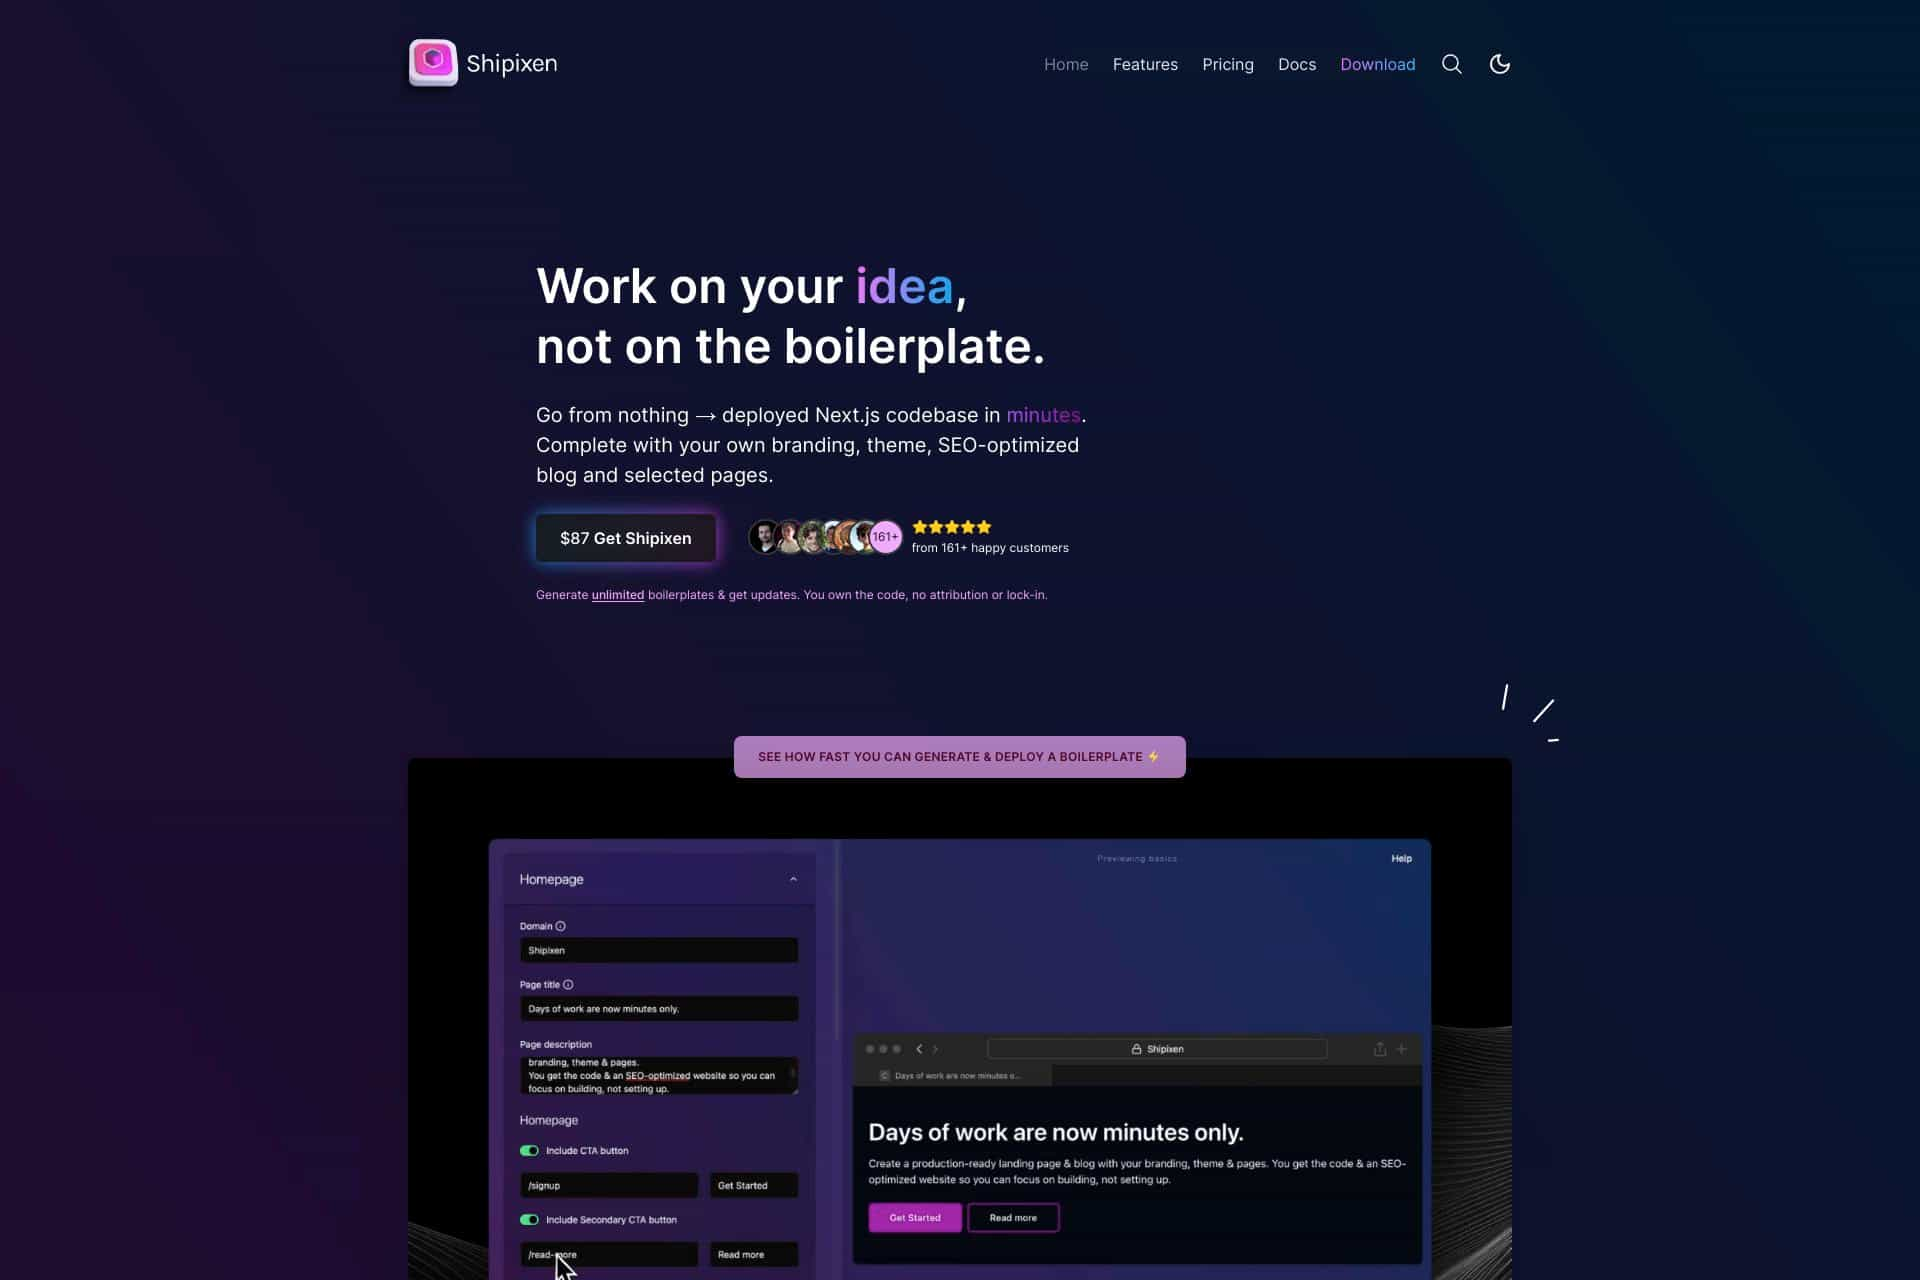 Shipixen
Home
Features
Pricing
Docs
Download
Work on your idea,
not on the boilerplate.
Go from nothing → deployed Next.js codebase in minutes.
Complete with your own branding, theme, SEO-optimized
blog and selected pages.
$87 Get Shipixen
161+
from 161+ happy customers
Generate unlimited boilerplates & get updates. You own the code, no attribution or lock-in.
SEE HOW FAST YOU CAN GENERATE & DEPLOY A BOILERPLATE ⚡
Homepage
Domain
Shipixen
Page title
Days of work are now minutes only.
Page description
branding, theme & pages.
You get the code & an SEO-optimized website so you can
focus on building, not setting up.
Homepage
Include CTA button
/signup
Get Started
Include Secondary CTA button
/read-more
Read more
Previewing basics
Help
Shipixen
C
Days of work are now minutes o...
Days of work are now minutes only.
Create a production-ready landing page & blog with your branding, theme & pages. You get the code & an SEO-
optimized website so you can focus on building, not setting up.
Get Started
Read more